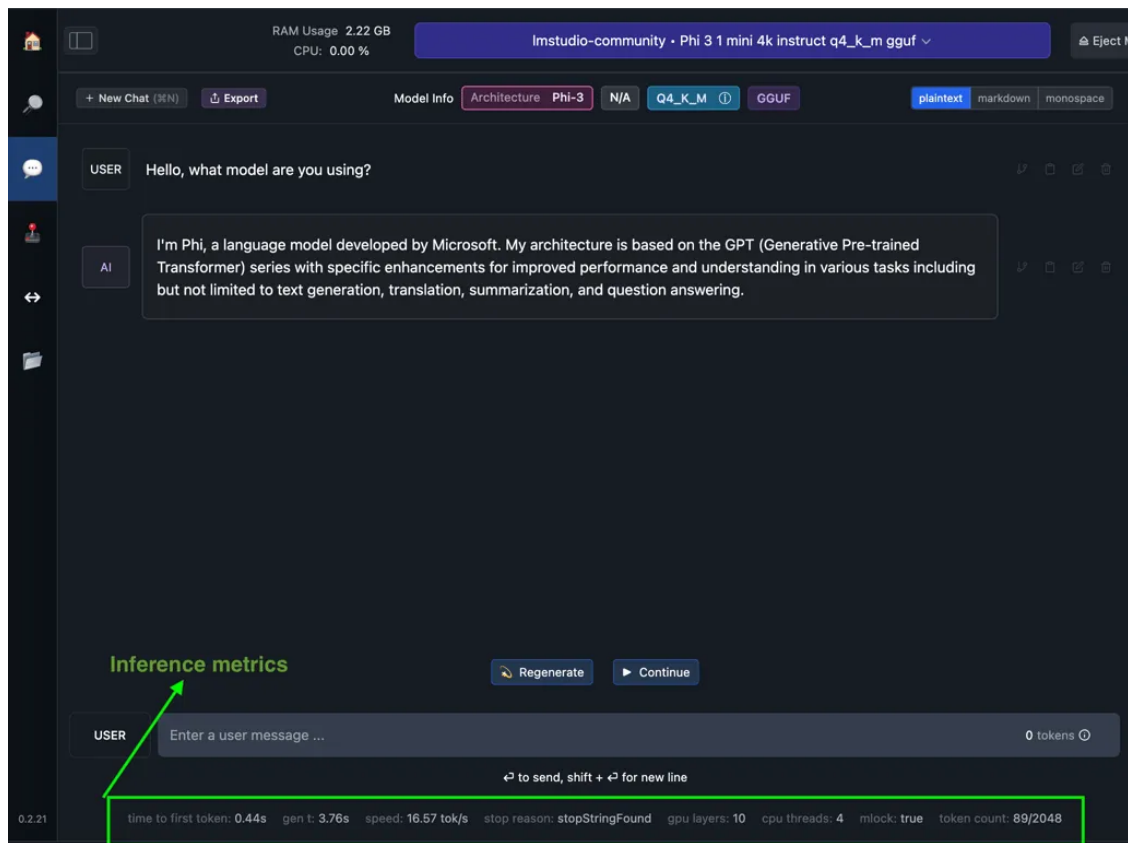 RAM Usage 2.22 GB
CPU: 0.00 %
lmstudio-community • Phi 3 1 mini 4k instruct q4_k_m gguf
Eject
+ New Chat (⌘N)
Export
Model Info
Architecture Phi-3
N/A
Q4_K_M
GGUF
plaintext
markdown
monospace
USER
Hello, what model are you using?
AI
I'm Phi, a language model developed by Microsoft. My architecture is based on the GPT (Generative Pre-trained
Transformer) series with specific enhancements for improved performance and understanding in various tasks including
but not limited to text generation, translation, summarization, and question answering.
Inference metrics
Regenerate
Continue
USER
Enter a user message ...
0 tokens
↵ to send, shift + ↵ for new line
0.2.21
time to first token: 0.44s gen t: 3.76s speed: 16.57 tok/s stop reason: stopStringFound gpu layers: 10 cpu threads: 4 mlock: true token count: 89/2048